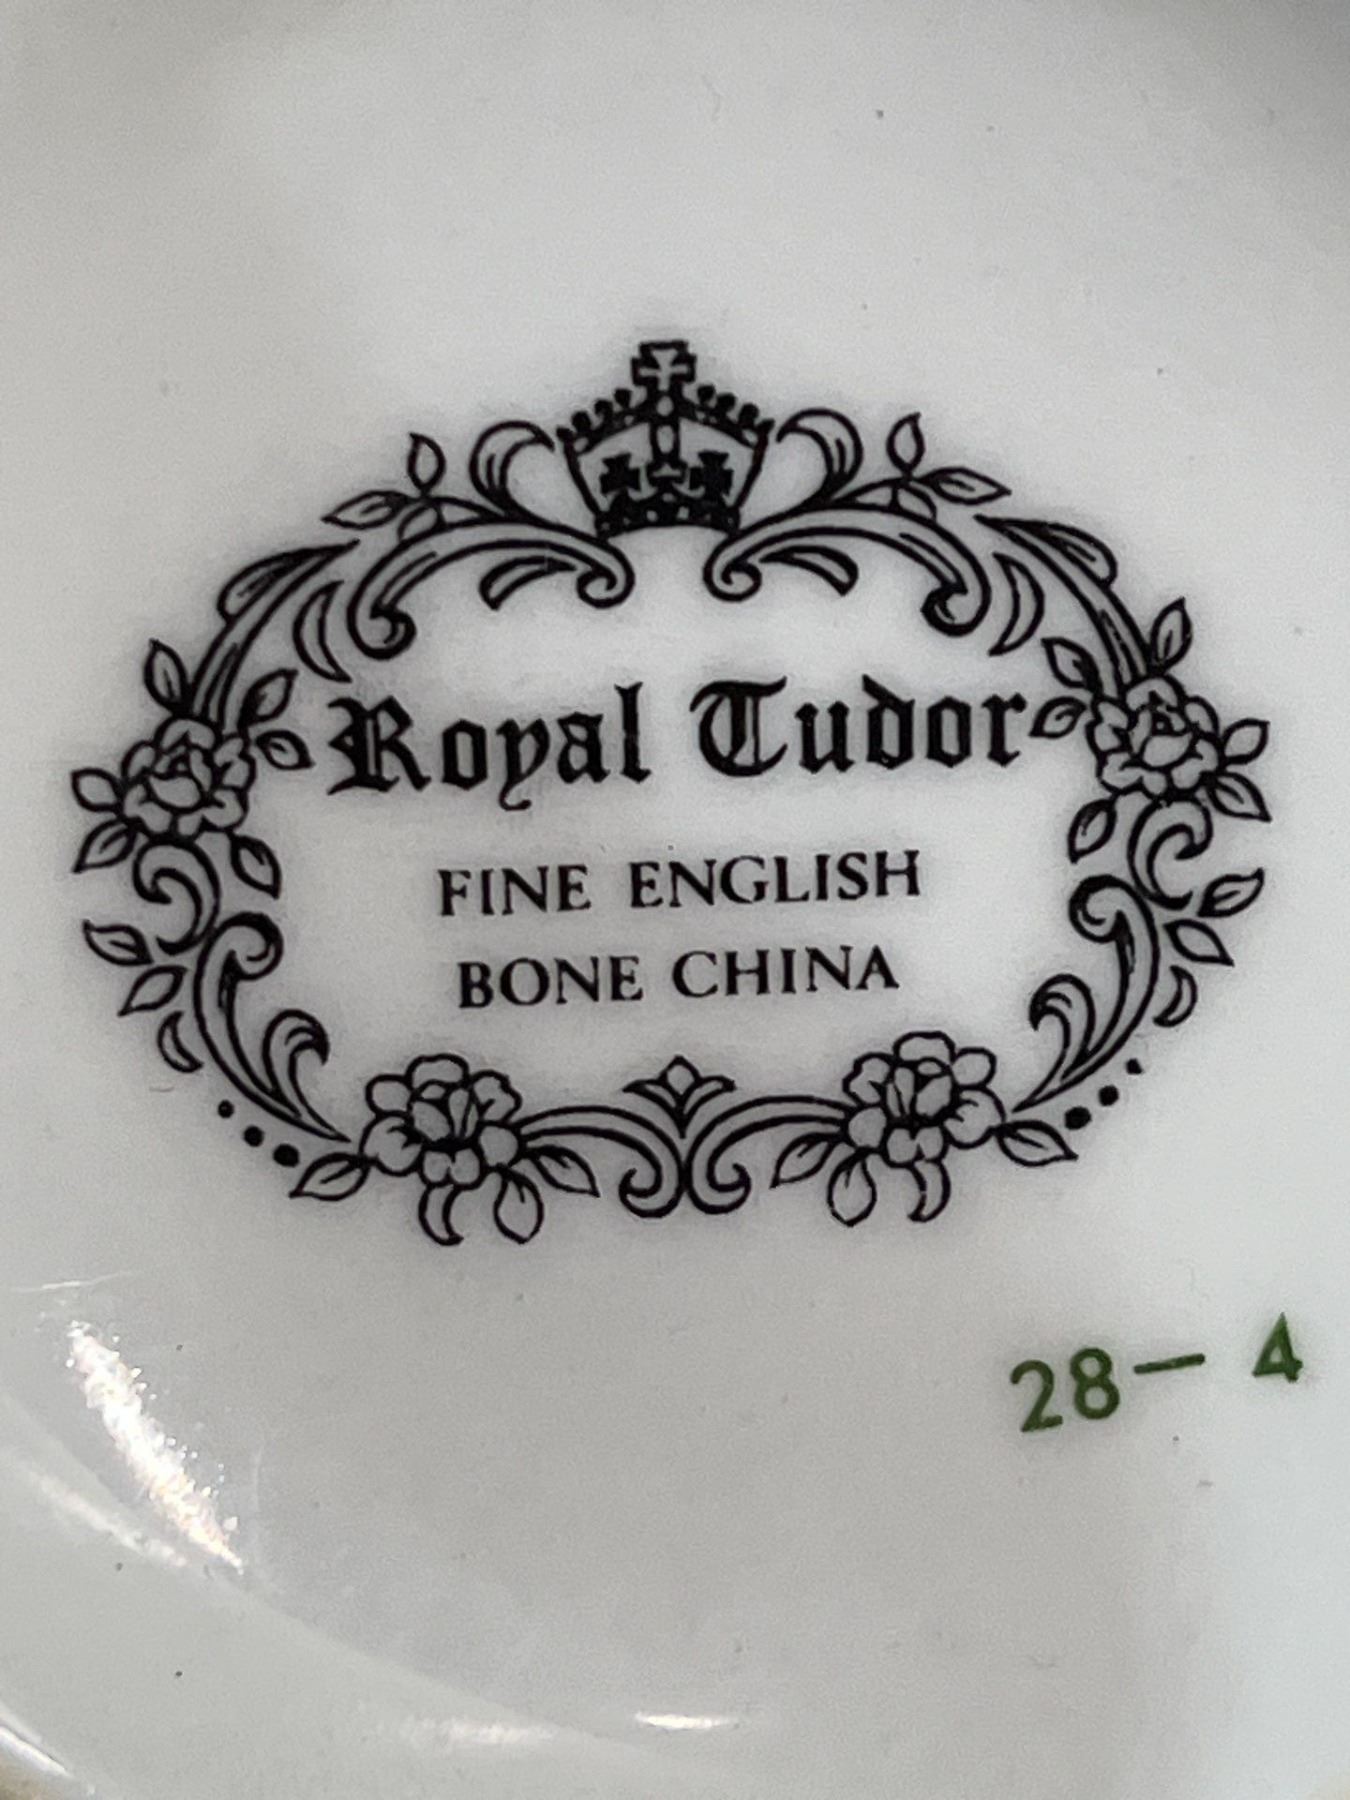 Royal Tudor
FINE ENGLISH
BONE CHINA
28 — 4